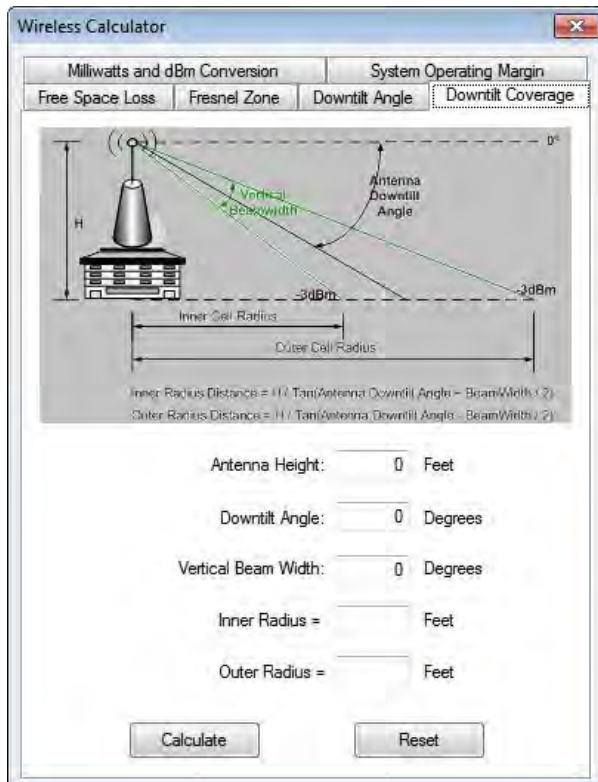 Wireless Calculator
Milliwatts and dBm Conversion System Operating Margin
Free Space Loss Fresnel Zone Downtilt Angle Downtilt Coverage
0°
Antenna
Downtilt
Angle
Vertical
Beamwidth
H
-3dBm
-3dBm
Inner Cell Radius
Outer Cell Radius
Inner Radius Distance = H / Tan(Antenna Downtilt Angle + BeamWidth / 2)
Outer Radius Distance = H / Tan(Antenna Downtilt Angle - BeamWidth / 2)
Antenna Height: 0 Feet
Downtilt Angle: 0 Degrees
Vertical Beam Width: 0 Degrees
Inner Radius = Feet
Outer Radius = Feet
Calculate Reset